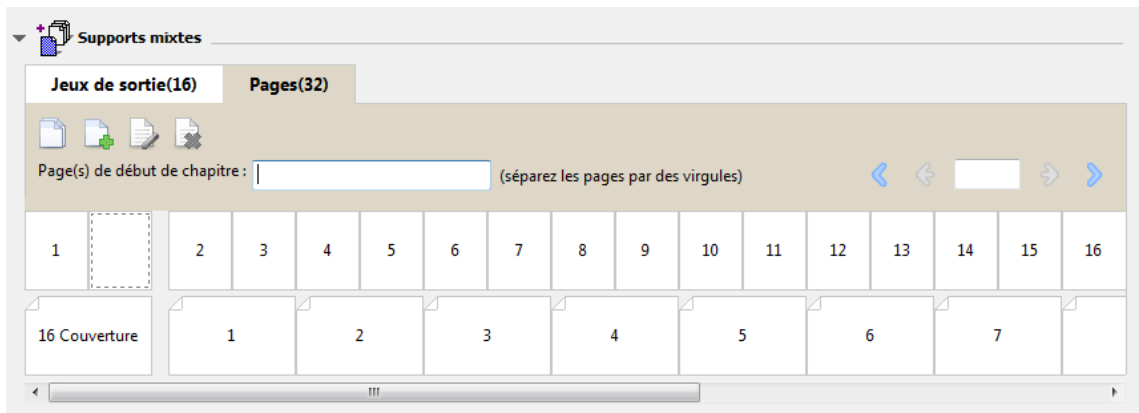 Supports mixtes
Jeux de sortie(16) Pages(32)
Page(s) de début de chapitre : (séparez les pages par des virgules)
1 2 3 4 5 6 7 8 9 10 11 12 13 14 15 16
16 Couverture 1 2 3 4 5 6 7